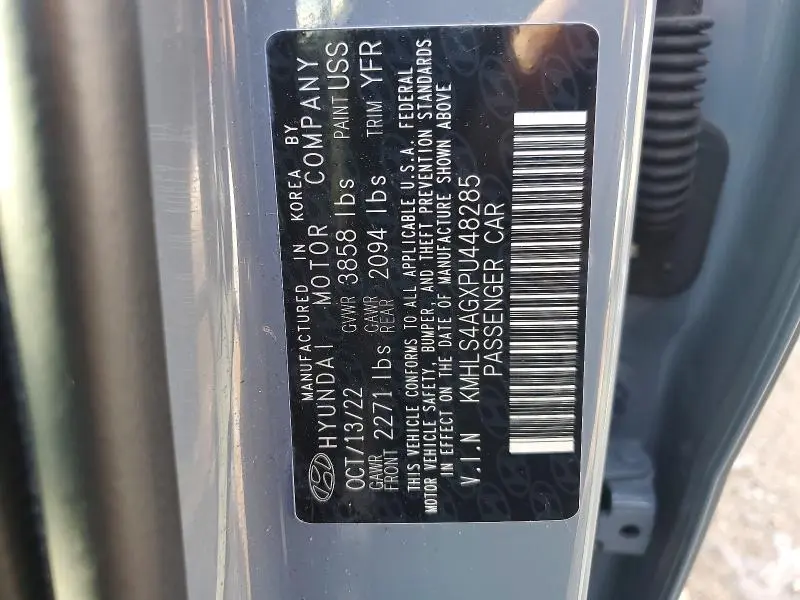 MANUFACTURED IN KOREA BY
HYUNDAI MOTOR COMPANY
OCT/13/22 GVWR 3858 lbs PAINT USS
GAWR FRONT 2271 lbs GAWR REAR 2094 lbs TRIM YFR
THIS VEHICLE CONFORMS TO ALL APPLICABLE U.S.A. FEDERAL
MOTOR VEHICLE SAFETY, BUMPER, AND THEFT PREVENTION STANDARDS
IN EFFECT ON THE DATE OF MANUFACTURE SHOWN ABOVE
V.I.N KMHLS4AGXPU448285
PASSENGER CAR